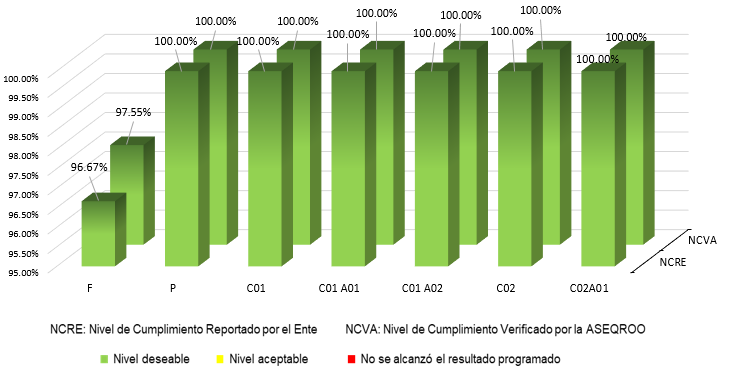 100.00% 100.00% 100.00% 100.00% 100.00% 100.00%
100.00% 100.00% 100.00% 100.00% 100.00% 100.00%
97.55%
96.67%
100.00%
99.50%
99.00%
98.50%
98.00%
97.50%
97.00%
96.50%
96.00%
95.50%
95.00%
NCVA
NCRE
F P C01 C01 A01 C01 A02 C02 C02A01
NCRE: Nivel de Cumplimiento Reportado por el Ente NCVA: Nivel de Cumplimiento Verificado por la ASEQROO
Nivel deseable Nivel aceptable No se alcanzó el resultado programado